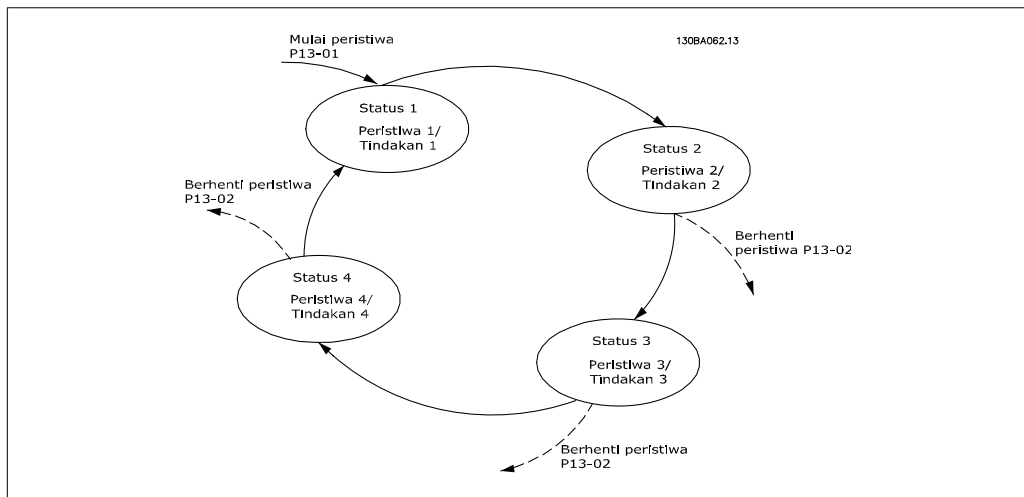 Mulai peristiwa
P13-01
130BA062.13
Status 1
Peristiwa 1/
Tindakan 1
Status 2
Peristiwa 2/
Tindakan 2
Berhenti peristiwa
P13-02
Berhenti
peristiwa P13-02
Status 4
Peristiwa 4/
Tindakan 4
Status 3
Peristiwa 3/
Tindakan 3
Berhenti peristiwa
P13-02